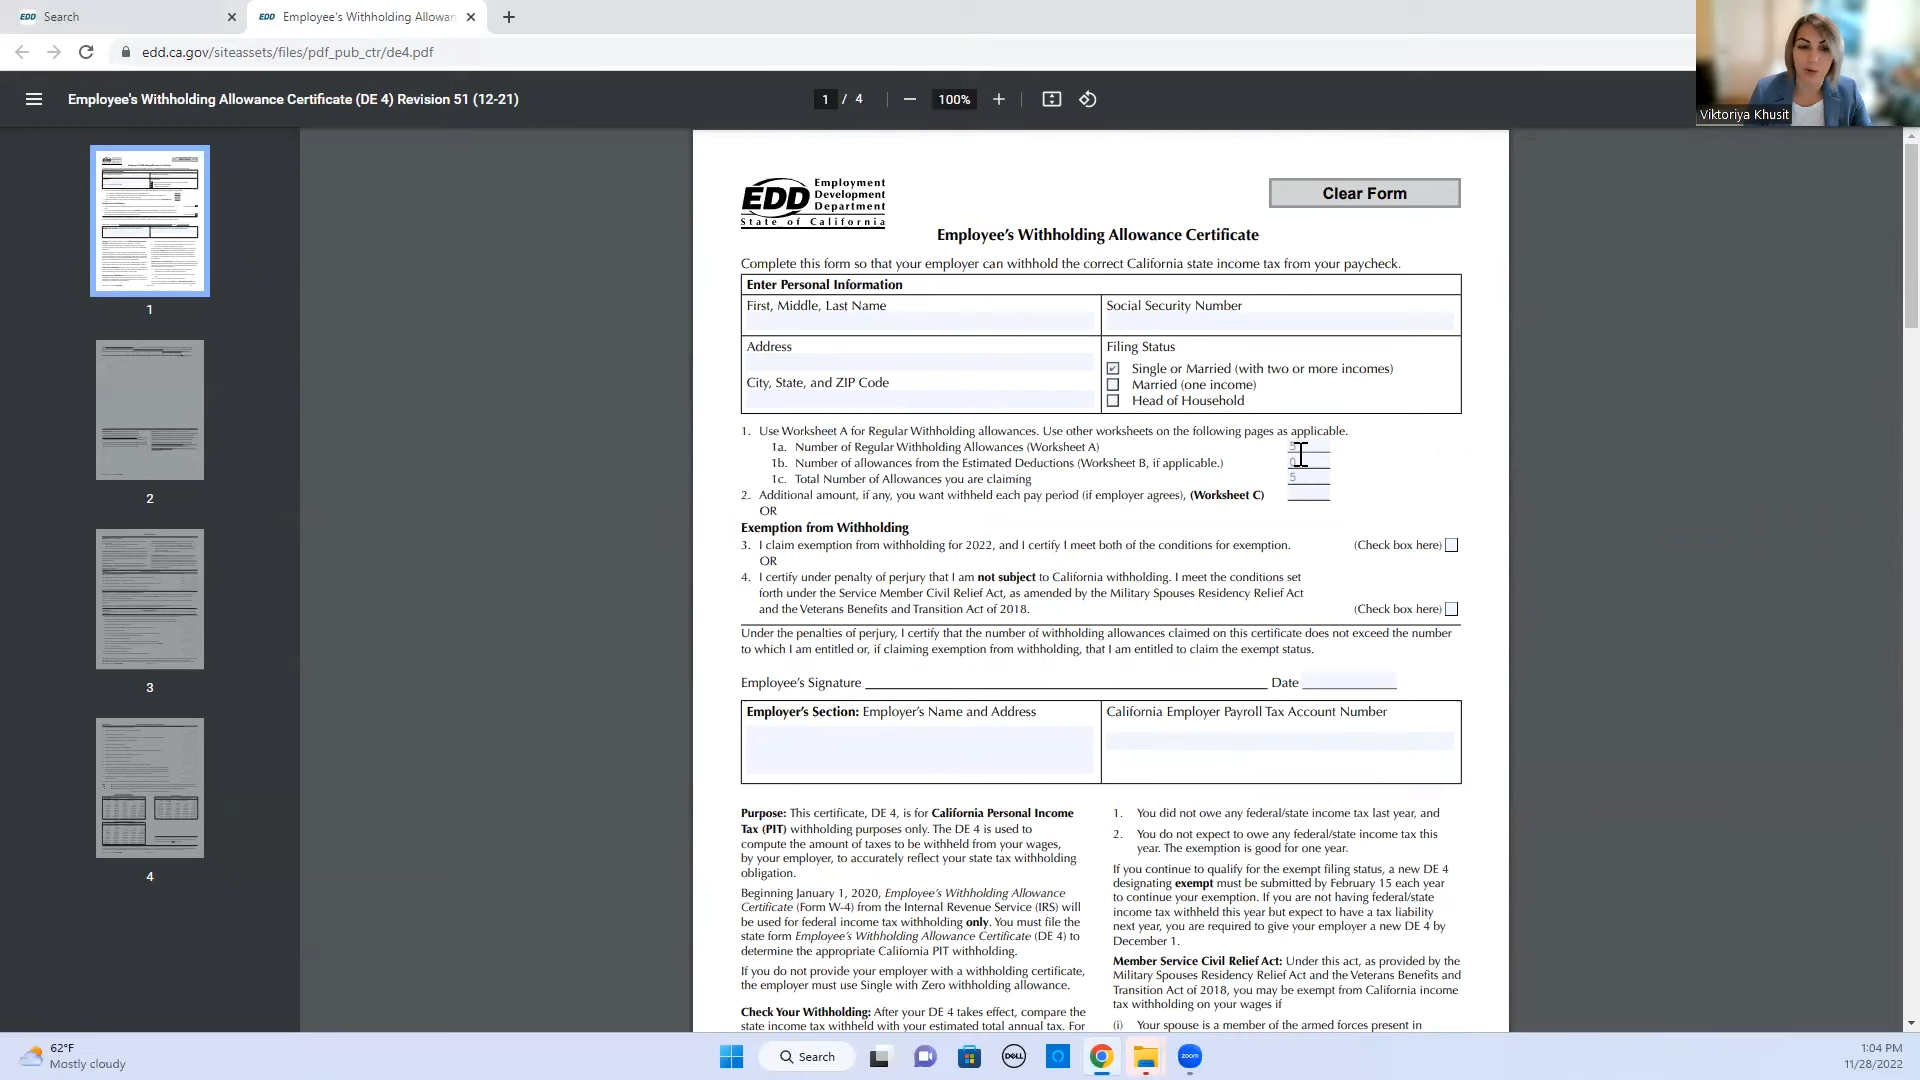 EDD Search
EDD Employee's Withholding Allowan
edd.ca.gov/siteassets/files/pdf_pub_ctr/de4.pdf
Employee's Withholding Allowance Certificate (DE 4) Revision 51 (12-21)
1 / 4
100%
Viktoriya Khusit
1
2
3
4
EDD
Employment
Development
Department
State of California
Clear Form
Employee's Withholding Allowance Certificate
Complete this form so that your employer can withhold the correct California state income tax from your paycheck.
Enter Personal Information
First, Middle, Last Name
Social Security Number
Address
City, State, and ZIP Code
Filing Status
Single or Married (with two or more incomes)
Married (one income)
Head of Household
1. Use Worksheet A for Regular Withholding allowances. Use other worksheets on the following pages as applicable.
1a. Number of Regular Withholding Allowances (Worksheet A) 5
1b. Number of allowances from the Estimated Deductions (Worksheet B, if applicable.) 0
1c. Total Number of Allowances you are claiming 5
2. Additional amount, if any, you want withheld each pay period (if employer agrees), (Worksheet C)
OR
Exemption from Withholding
3. I claim exemption from withholding for 2022, and I certify I meet both of the conditions for exemption. (Check box here)
OR
4. I certify under penalty of perjury that I am not subject to California withholding. I meet the conditions set
forth under the Service Member Civil Relief Act, as amended by the Military Spouses Residency Relief Act
and the Veterans Benefits and Transition Act of 2018. (Check box here)
Under the penalties of perjury, I certify that the number of withholding allowances claimed on this certificate does not exceed the number
to which I am entitled or, if claiming exemption from withholding, that I am entitled to claim the exempt status.
Employee's Signature Date
Employer's Section: Employer's Name and Address
California Employer Payroll Tax Account Number
Purpose: This certificate, DE 4, is for California Personal Income
Tax (PIT) withholding purposes only. The DE 4 is used to
compute the amount of taxes to be withheld from your wages,
by your employer, to accurately reflect your state tax withholding
obligation.
Beginning January 1, 2020, Employee's Withholding Allowance
Certificate (Form W-4) from the Internal Revenue Service (IRS) will
be used for federal income tax withholding only. You must file the
state form Employee's Withholding Allowance Certificate (DE 4) to
determine the appropriate California PIT withholding.
If you do not provide your employer with a withholding certificate,
the employer must use Single with Zero withholding allowance.
Check Your Withholding: After your DE 4 takes effect, compare the
state income tax withheld with your estimated total annual tax. For
1. You did not owe any federal/state income tax last year, and
2. You do not expect to owe any federal/state income tax this
year. The exemption is good for one year.
If you continue to qualify for the exempt filing status, a new DE 4
designating exempt must be submitted by February 15 each year
to continue your exemption. If you are not having federal/state
income tax withheld this year but expect to have a tax liability
next year, you are required to give your employer a new DE 4 by
December 1.
Member Service Civil Relief Act: Under this act, as provided by the
Military Spouses Residency Relief Act and the Veterans Benefits and
Transition Act of 2018, you may be exempt from California income
tax withholding on your wages if
(i) Your spouse is a member of the armed forces present in
62°F
Mostly cloudy
Search
DELL
zoom
1:04 PM
11/28/2022